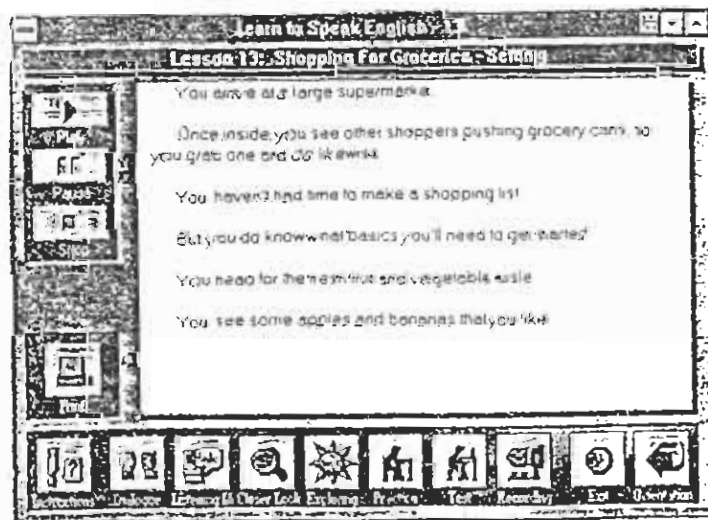 Learn to Speak English
Lesson 13: Shopping For Groceries - Setting
You arrive at a large supermarket.
Once inside, you see other shoppers pushing grocery carts, so
you grab one and do likewise.
You haven't had time to make a shopping list
But you do know what basics you'll need to get started
You head for the fresh fruit and vegetable aisle
You see some apples and bananas that you like
Play
Pause
Stop
Print
Instructions Dialogue Listening A Closer Look Exploring Practice Test Recording Exit Orientation